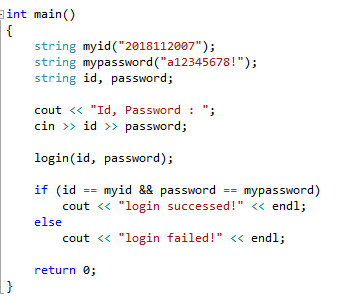 int main()
{
string myid("2018112007");
string mypassword("a12345678!");
string id, password;
cout << "Id, Password : ";
cin >> id >> password;
login(id, password);
if (id == myid && password == mypassword)
cout << "login successed!" << endl;
else
cout << "login failed!" << endl;
return 0;
}